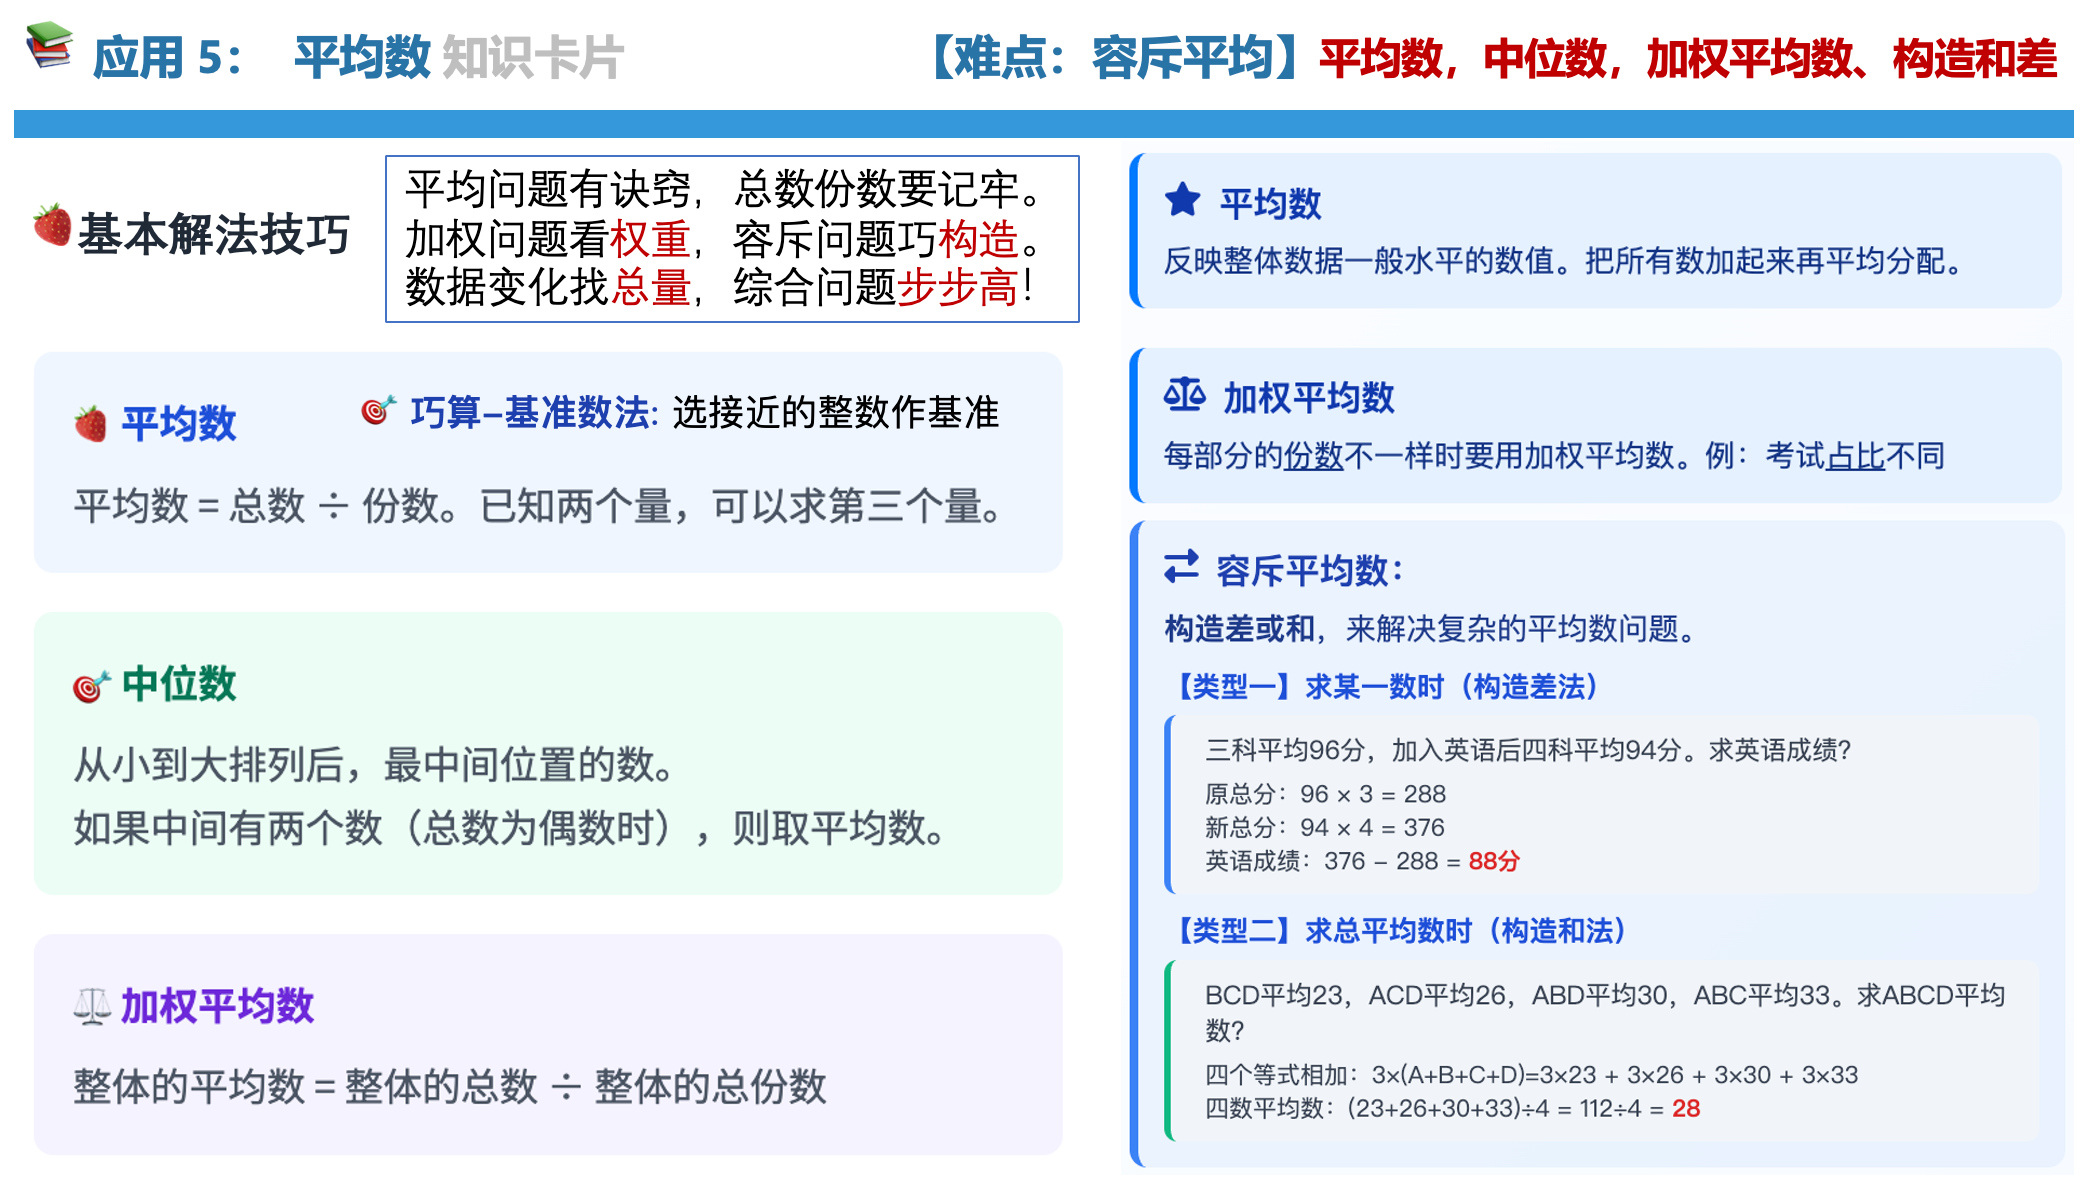 应用 5： 平均数 知识卡片
【难点：容斥平均】平均数，中位数，加权平均数、构造和差
基本解法技巧
平均问题有诀窍，总数份数要记牢。
加权问题看权重，容斥问题巧构造。
数据变化找总量，综合问题步步高！
平均数
巧算–基准数法: 选接近的整数作基准
平均数 = 总数 ÷ 份数。已知两个量，可以求第三个量。
中位数
从小到大排列后，最中间位置的数。
如果中间有两个数（总数为偶数时），则取平均数。
加权平均数
整体的平均数 = 整体的总数 ÷ 整体的总份数
平均数
反映整体数据一般水平的数值。把所有数加起来再平均分配。
加权平均数
每部分的份数不一样时要用加权平均数。例：考试占比不同
容斥平均数：
构造差或和，来解决复杂的平均数问题。
【类型一】求某一数时（构造差法）
三科平均96分，加入英语后四科平均94分。求英语成绩?
原总分：96 × 3 = 288
新总分：94 × 4 = 376
英语成绩：376 – 288 = 88分
【类型二】求总平均数时（构造和法）
BCD平均23，ACD平均26，ABD平均30，ABC平均33。求ABCD平均
数?
四个等式相加：3×(A+B+C+D)=3×23 + 3×26 + 3×30 + 3×33
四数平均数：(23+26+30+33)÷4 = 112÷4 = 28